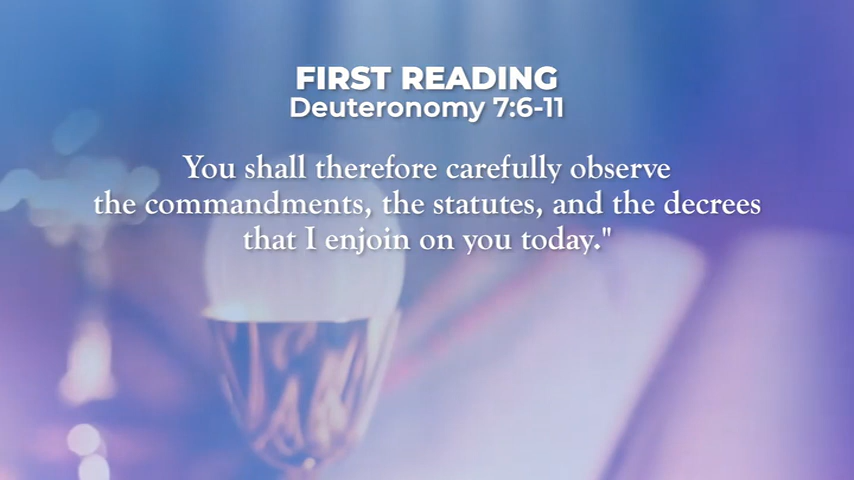 FIRST READING
Deuteronomy 7:6-11
You shall therefore carefully observe
the commandments, the statutes, and the decrees
that I enjoin on you today."